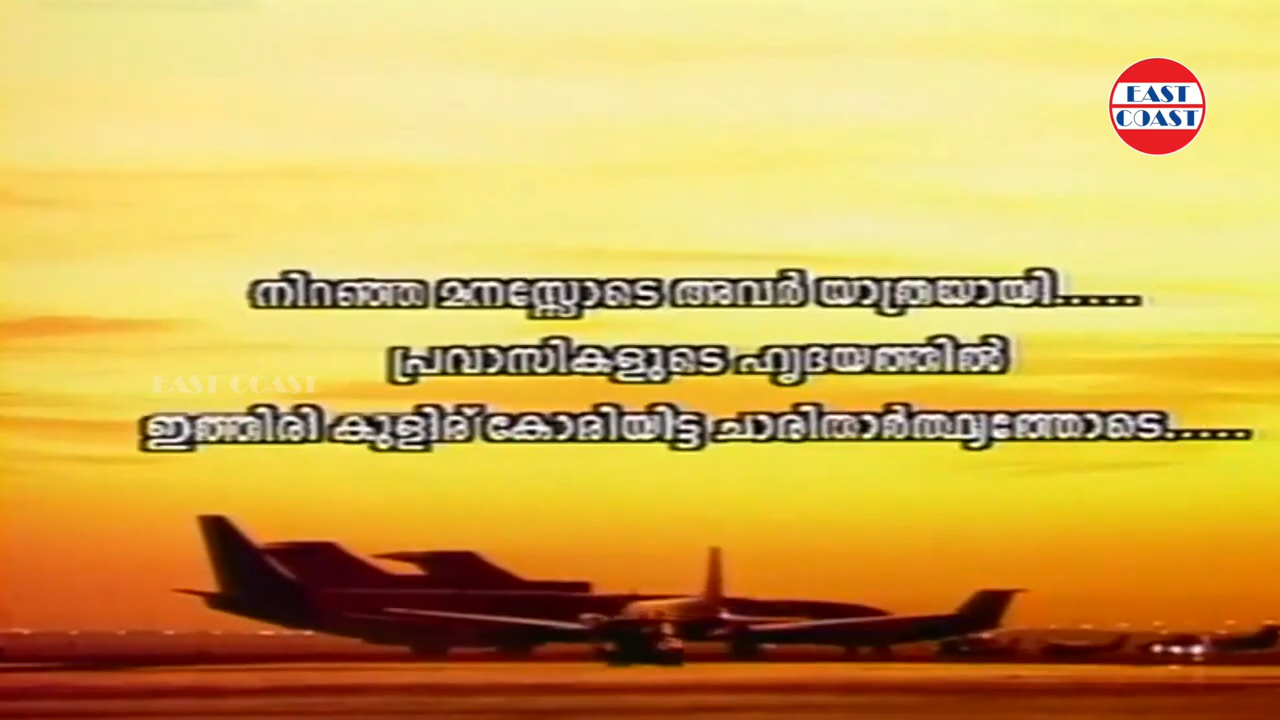 EAST
COAST
നിറഞ്ഞ മനസ്സോടെ അവർ യാത്രയായി.....
പ്രവാസികളുടെ ഹൃദയത്തിൽ
EAST COAST
ഇത്തിരി കുളിര് കോരിയിട്ട ചാരിതാർത്ഥ്യത്തോടെ.....